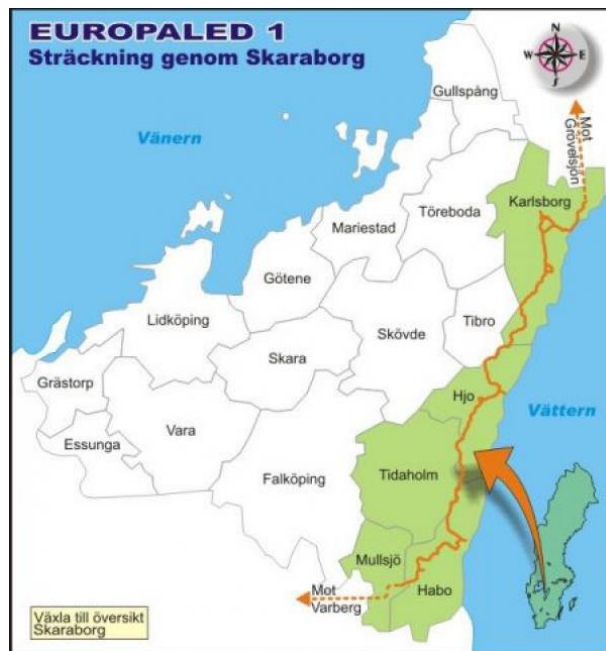 EUROPALED 1
Sträckning genom Skaraborg
N
W
E
S
Gullspång
Mot
Grövelsjön
Vänern
Karlsborg
Töreboda
Mariestad
Götene
Lidköping
Skövde
Tibro
Skara
Grästorp
Hjo
Vättern
Vara
Essunga
Falköping
Tidaholm
Mullsjö
Mot
Varberg
Habo
Växla till översikt
Skaraborg